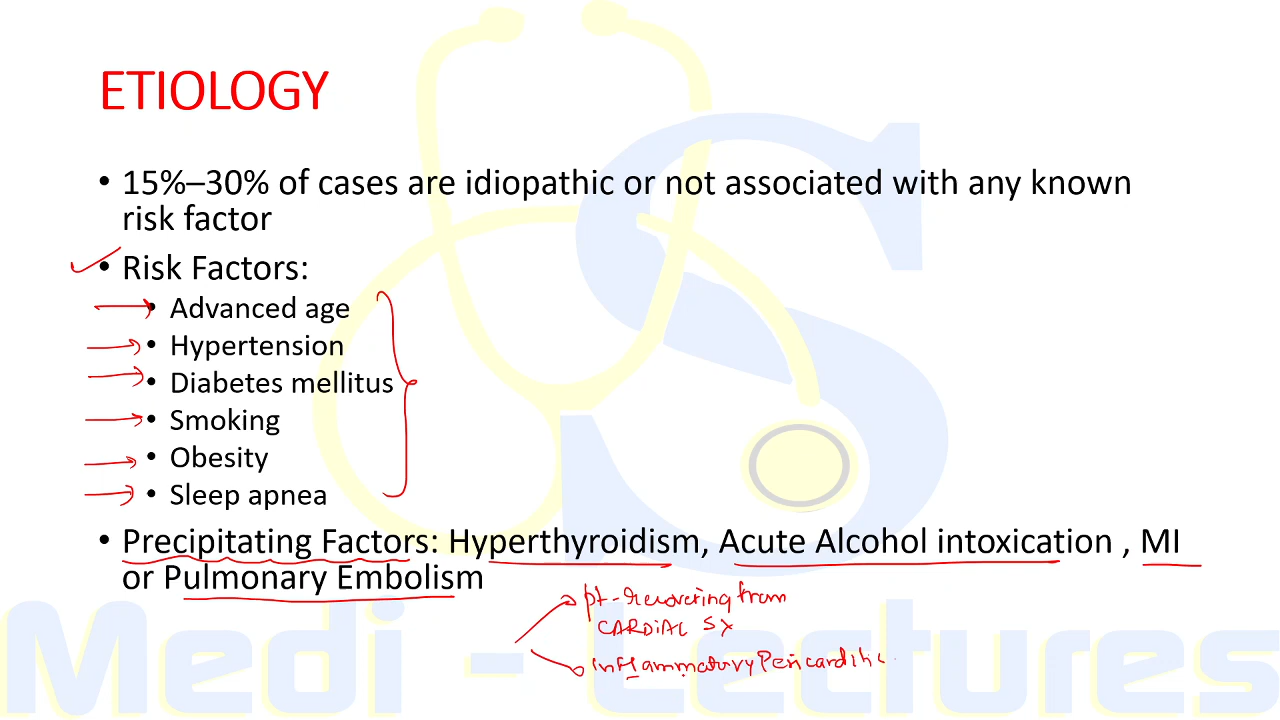 ETIOLOGY
• 15%–30% of cases are idiopathic or not associated with any known
risk factor
• Risk Factors:
• Advanced age
• Hypertension
• Diabetes mellitus
• Smoking
• Obesity
• Sleep apnea
• Precipitating Factors: Hyperthyroidism, Acute Alcohol intoxication , MI
or Pulmonary Embolism
pt - recovering from
CARDIAC SX
inflammatory Pericarditis
Medi - Lectures